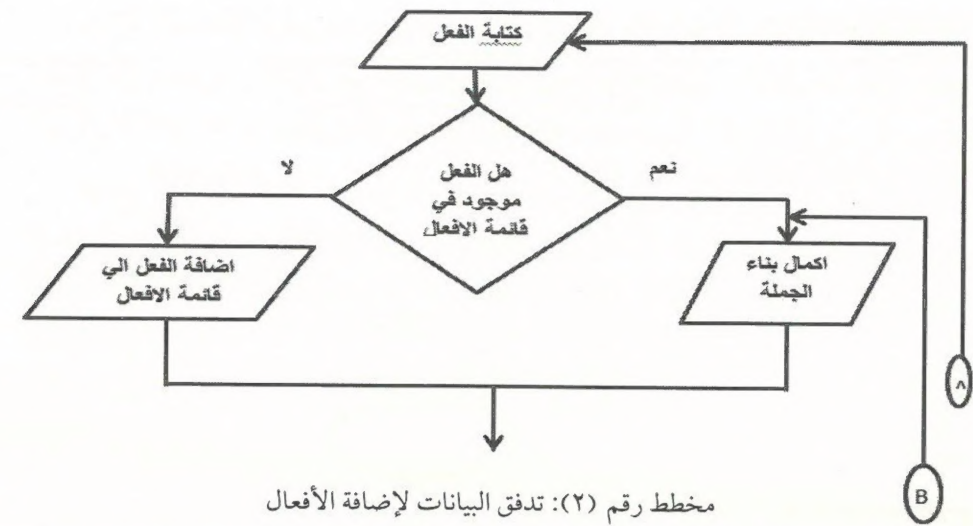 كتابة الفعل
هل الفعل
موجود في
قائمة الافعال
نعم
لا
اكمال بناء
الجملة
اضافة الفعل الي
قائمة الافعال
A
B
مخطط رقم (٢): تدفق البيانات لإضافة الأفعال